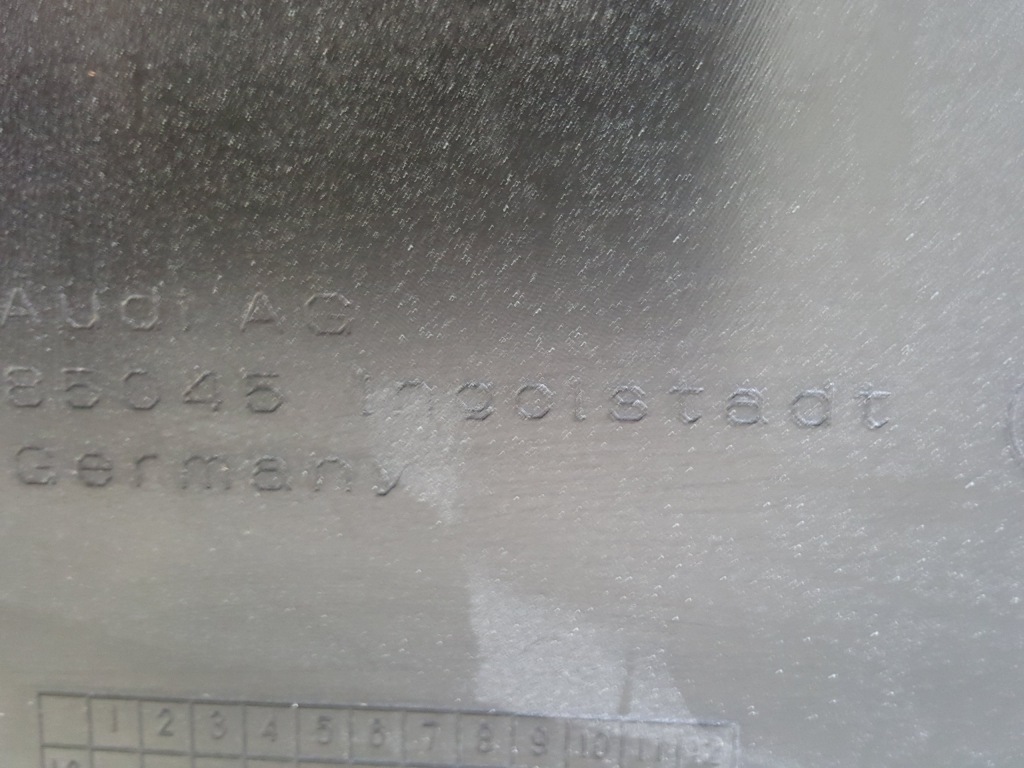 Audi AG
85045 Ingolstadt
Germany
1 2 3 4 5 6 7 8 9 10 11 12